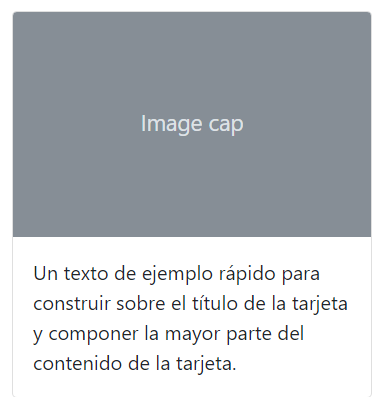 Image cap
Un texto de ejemplo rápido para
construir sobre el título de la tarjeta
y componer la mayor parte del
contenido de la tarjeta.